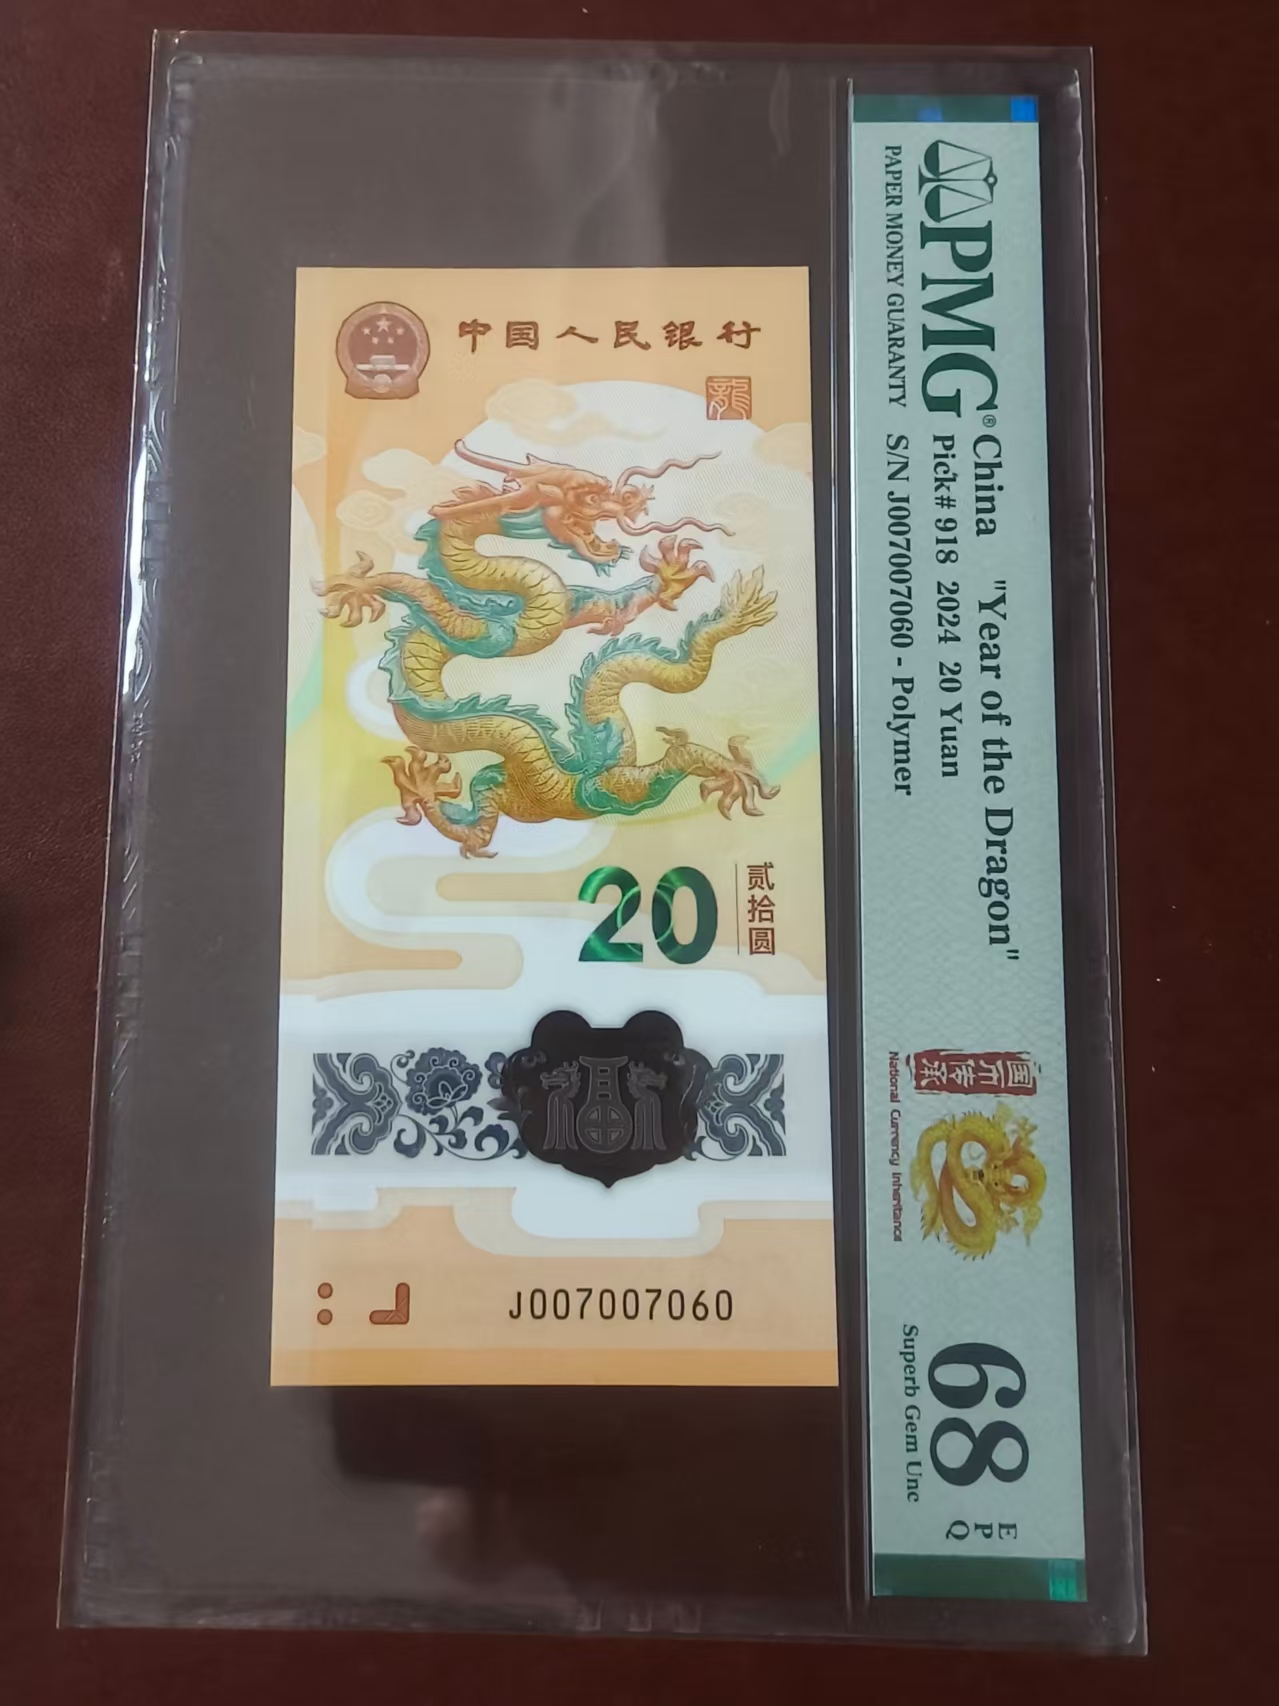 中国人民银行
龍
20
贰拾圆
J007007060
PMG®
PAPER MONEY GUARANTY
China "Year of the Dragon"
Pick# 918 2024 20 Yuan
S/N J007007060 - Polymer
国币传承
National Currency Inheritance
68
EPQ
Superb Gem Unc